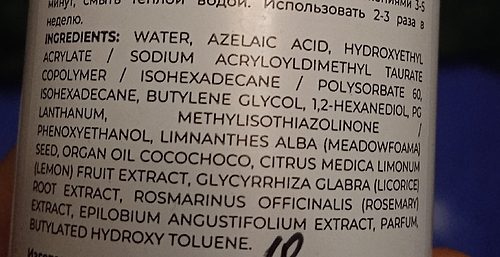 минут, смыть теплой водой. Использовать 2-3 раза в
неделю.
INGREDIENTS: WATER, AZELAIC ACID, HYDROXYETHYL
ACRYLATE / SODIUM ACRYLOYLDIMETHYL TAURATE
COPOLYMER / ISOHEXADECANE / POLYSORBATE 60,
ISOHEXADECANE, BUTYLENE GLYCOL, 1,2-HEXANEDIOL, PG
LANTHANUM, METHYLISOTHIAZOLINONE /
PHENOXYETHANOL, LIMNANTHES ALBA (MEADOWFOAMA)
SEED, ORGAN OIL COCOCHOCO, CITRUS MEDICA LIMONUM
(LEMON) FRUIT EXTRACT, GLYCYRRHIZA GLABRA (LICORICE)
ROOT EXTRACT, ROSMARINUS OFFICINALIS (ROSEMARY)
EXTRACT, EPILOBIUM ANGUSTIFOLIUM EXTRACT, PARFUM,
BUTYLATED HYDROXY TOLUENE.